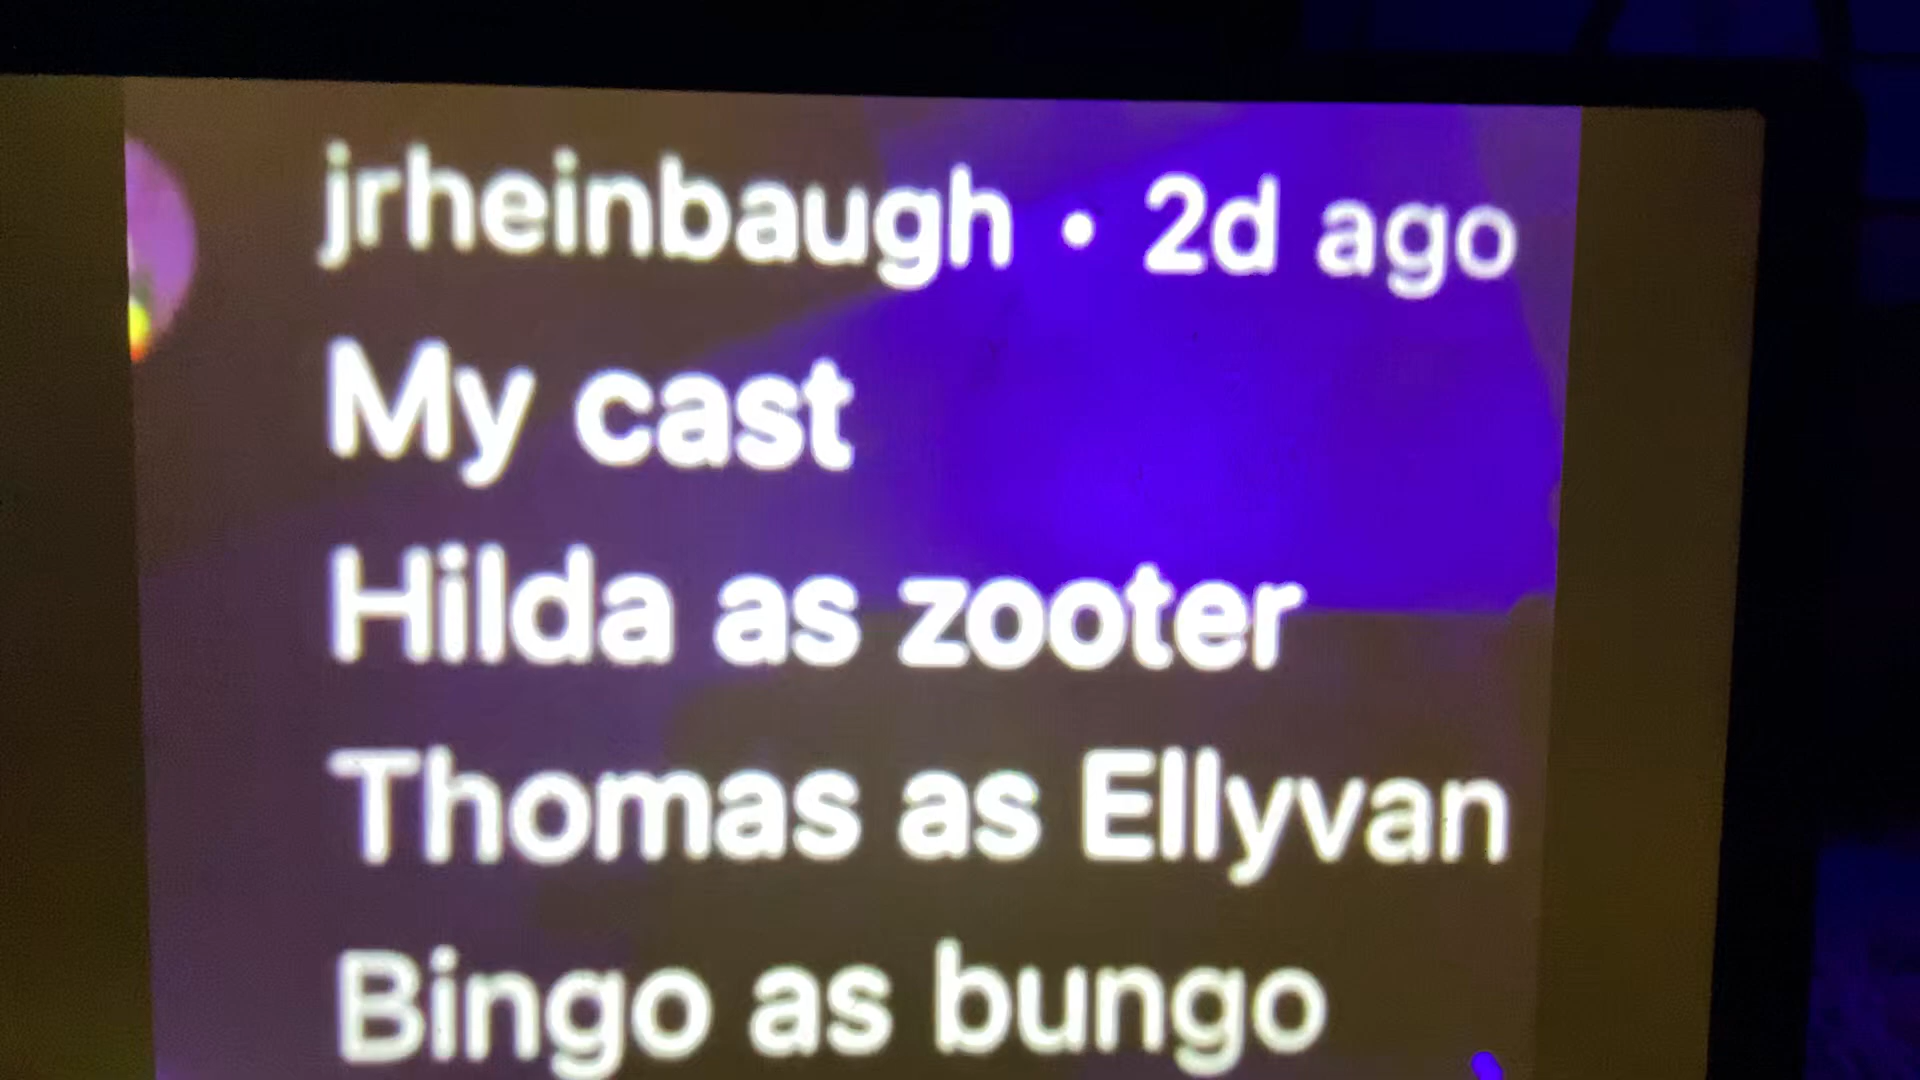 jrheinbaugh • 2d ago
My cast
Hilda as zooter
Thomas as Ellyvan
Bingo as bungo